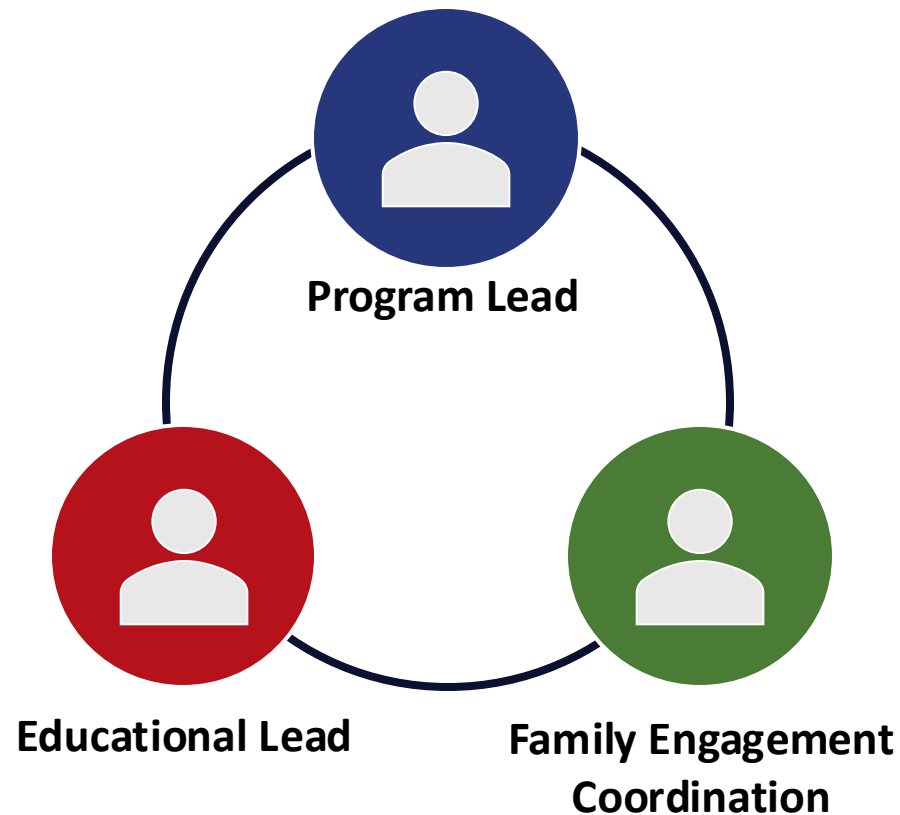 Program Lead
Educational Lead
Family Engagement
Coordination